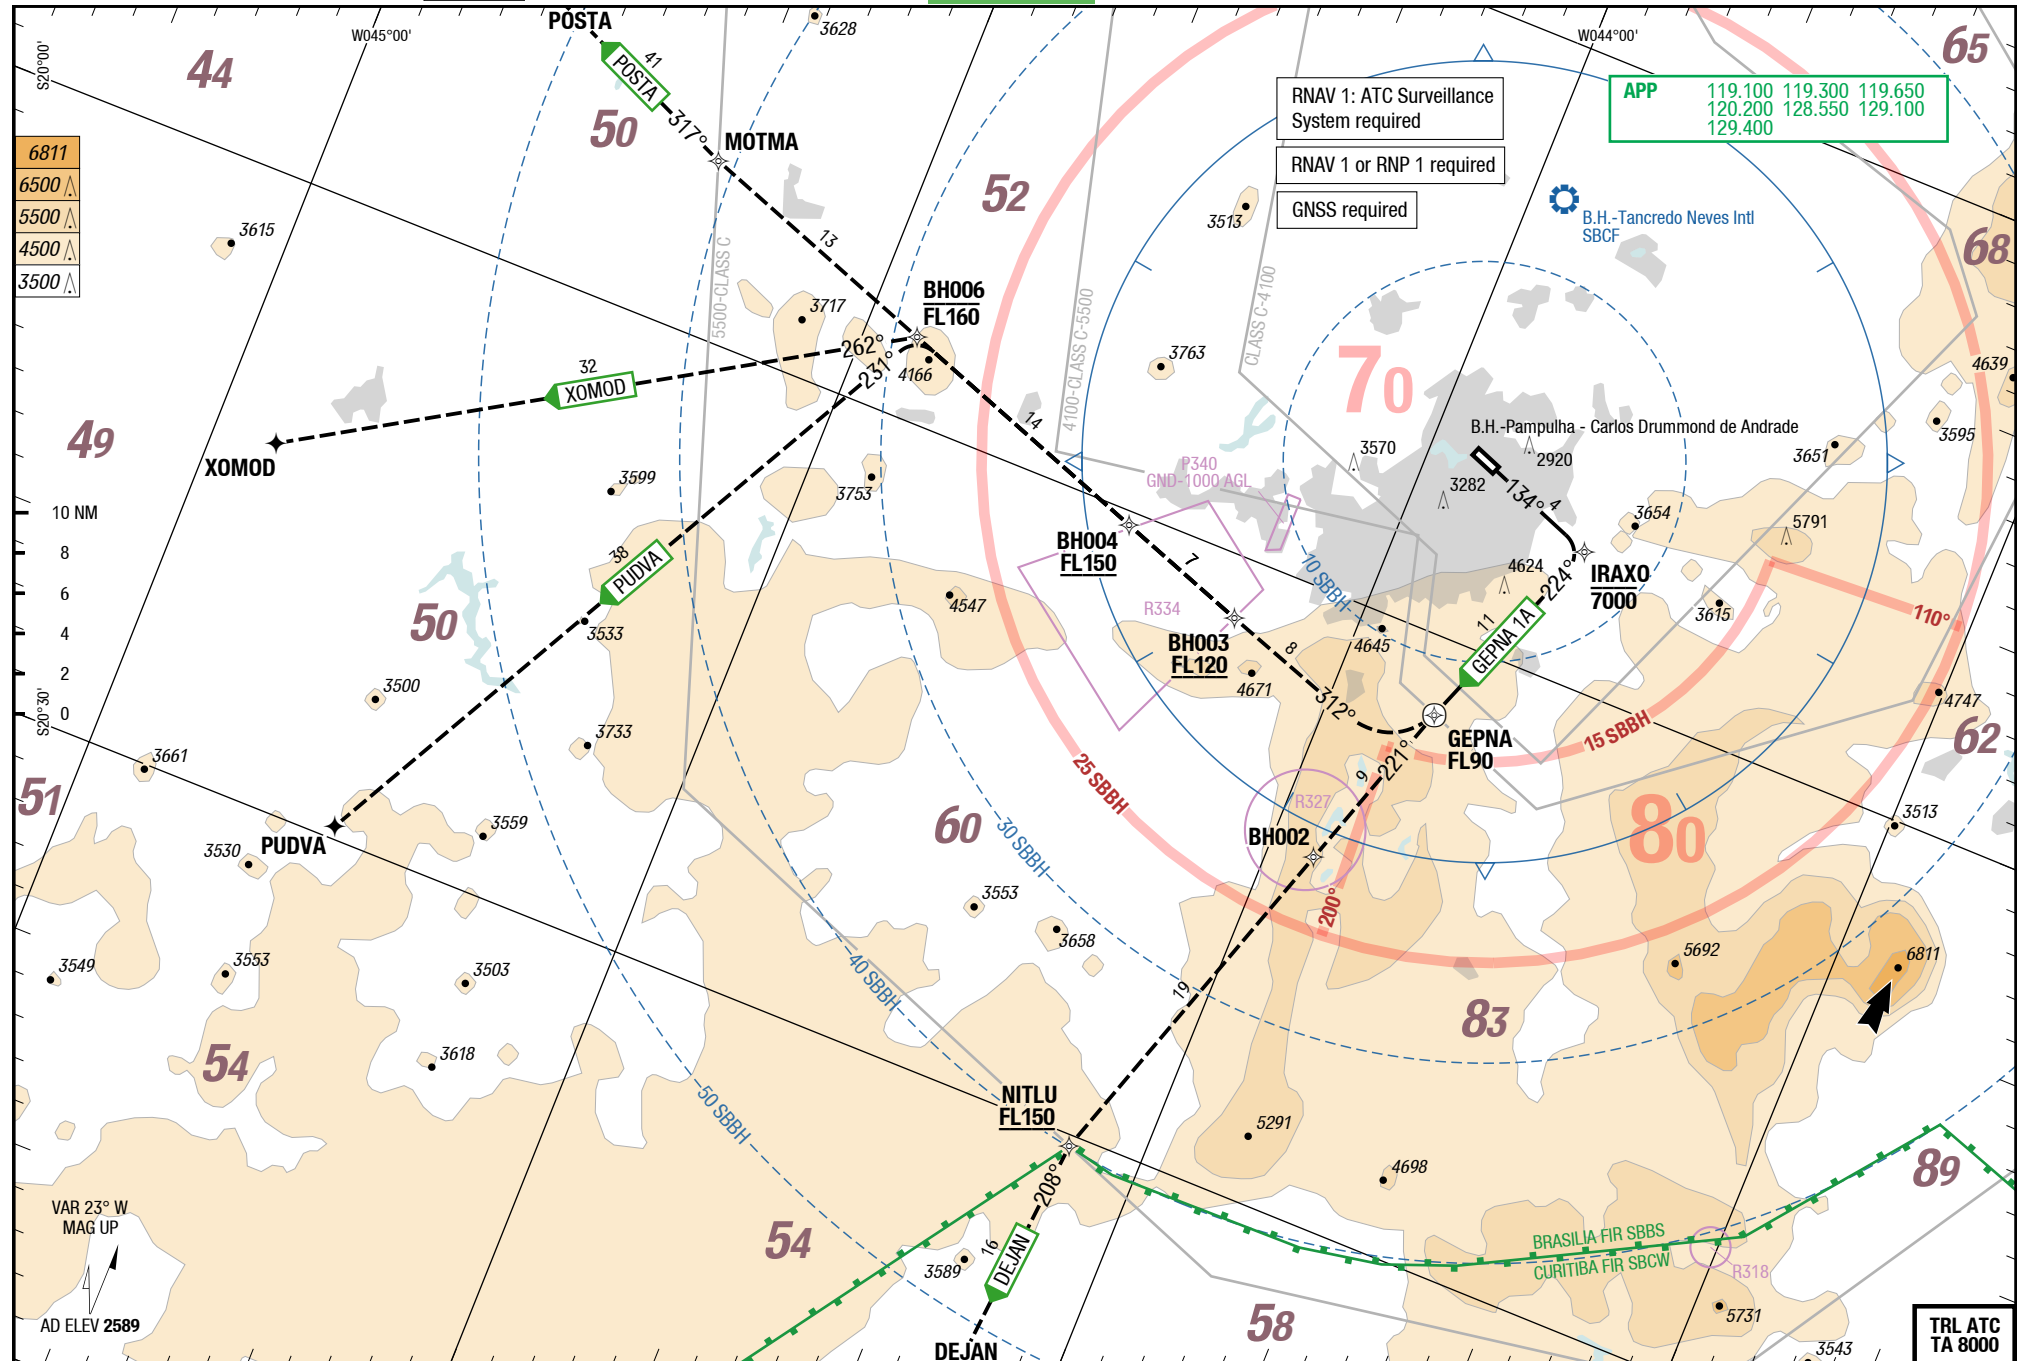 POSTA
3628
W045°00'
W044°00'
S20°00'
44
65
41
POSTA
317°
50
MOTMA
RNAV 1: ATC Surveillance
System required
RNAV 1 or RNP 1 required
GNSS required
APP
119.100 119.300 119.650
120.200 128.550 129.100
129.400
6811
6500
5500
4500
3500
52
3513
B.H.-Tancredo Neves Intl
SBCF
3615
13
5500-CLASS C
68
BH006
FL160
3717
4100-CLASS C-5500
CLASS C-4100
262°
231°
4166
3763
70
4639
32
XOMOD
49
XOMOD
14
B.H.-Pampulha - Carlos Drummond de Andrade
3595
3570
2920
3651
P340
GND-1000 AGL
3282
134°
4
3599
3753
10 NM
8
6
4
2
0
3654
5791
BH004
FL150
38
PUDVA
7
10 SBBH
4624
224°
IRAXO
7000
50
4547
R334
3615
110°
3533
BH003
FL120
8
4645
11
GEPNA 1A
S20°30'
3500
4671
312°
4747
3733
GEPNA
FL90
15 SBBH
62
3661
51
25 SBBH
9
221°
R327
3559
PUDVA
3530
60
30 SBBH
BH002
80
3513
3553
200°
3658
5692
6811
3549
3553
3503
40 SBBH
19
83
54
3618
50 SBBH
NITLU
FL150
5291
4698
89
208°
VAR 23° W
MAG UP
54
16
DEJAN
3589
BRASILIA FIR SBBS
CURITIBA FIR SBCW
R318
5731
AD ELEV 2589
58
DEJAN
3543
TRL ATC
TA 8000